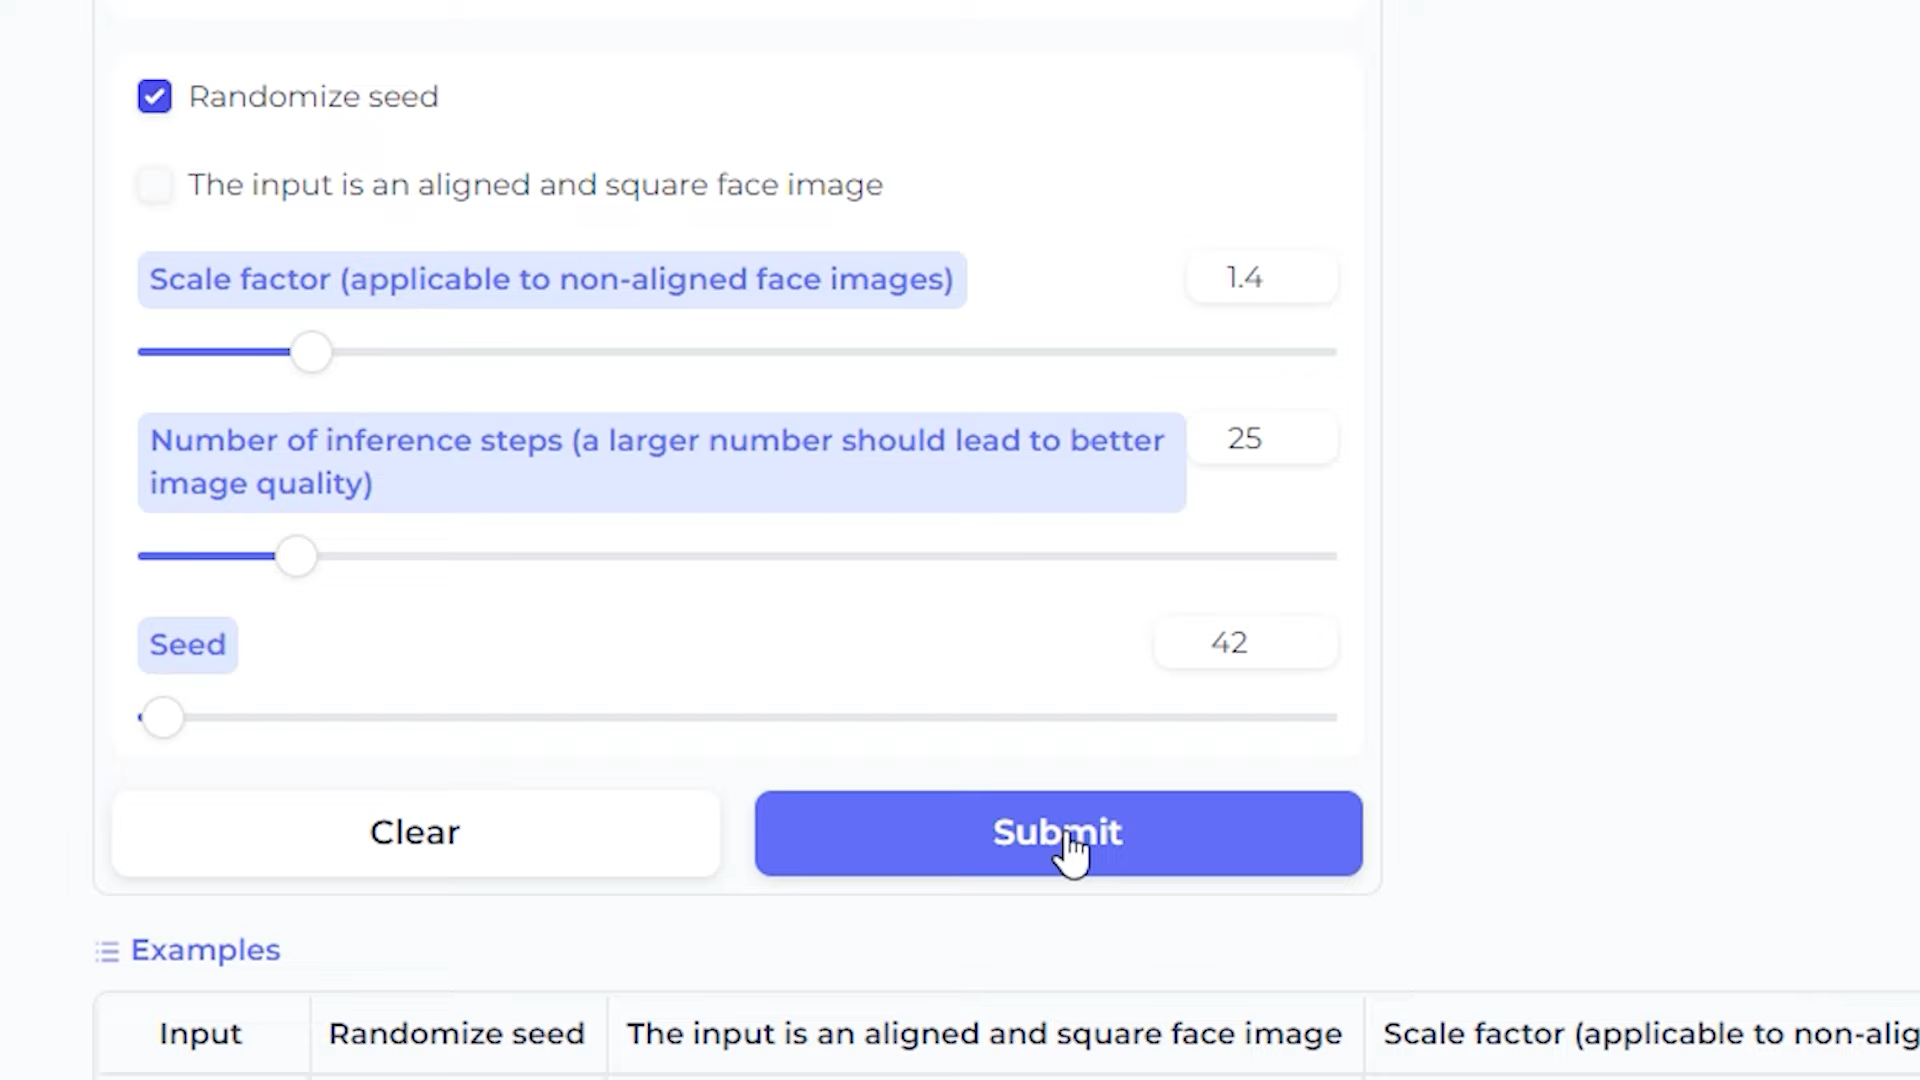 Randomize seed
The input is an aligned and square face image
Scale factor (applicable to non-aligned face images)
1.4
Number of inference steps (a larger number should lead to better
image quality)
25
Seed
42
Clear
Submit
Examples
Input
Randomize seed
The input is an aligned and square face image
Scale factor (applicable to non-alig